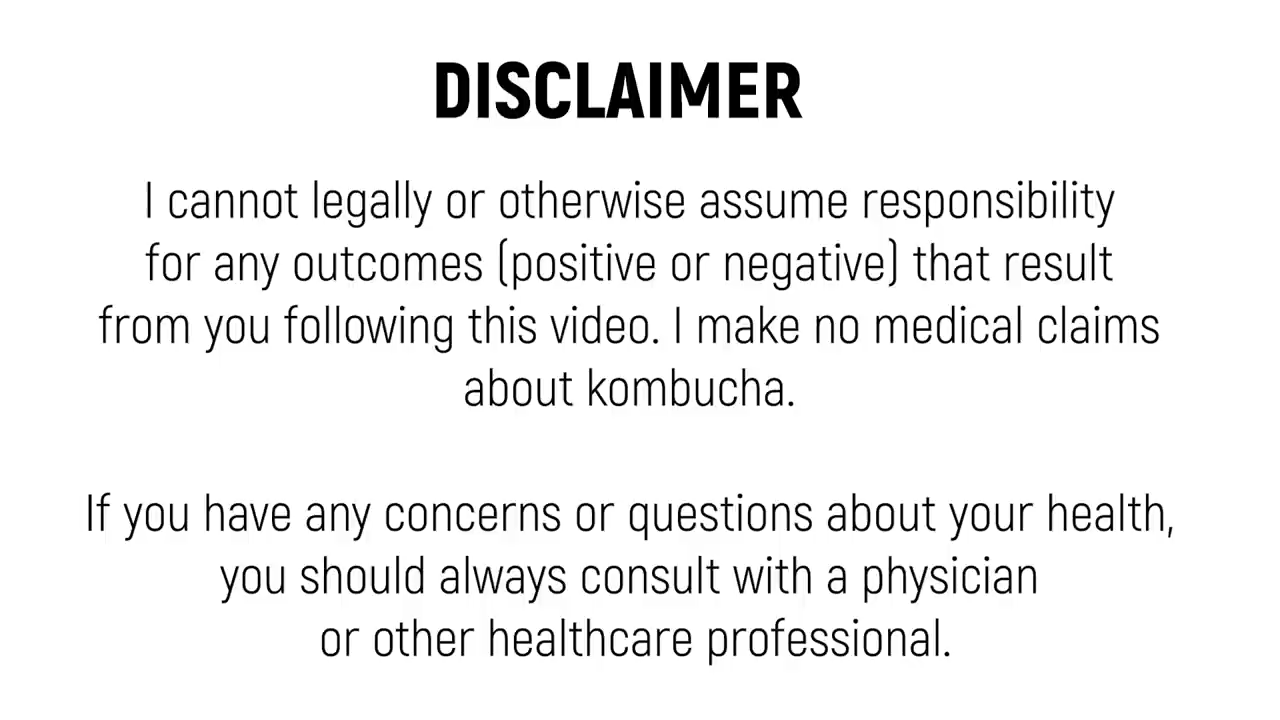 DISCLAIMER
I cannot legally or otherwise assume responsibility
for any outcomes (positive or negative) that result
from you following this video. I make no medical claims
about kombucha.
If you have any concerns or questions about your health,
you should always consult with a physician
or other healthcare professional.